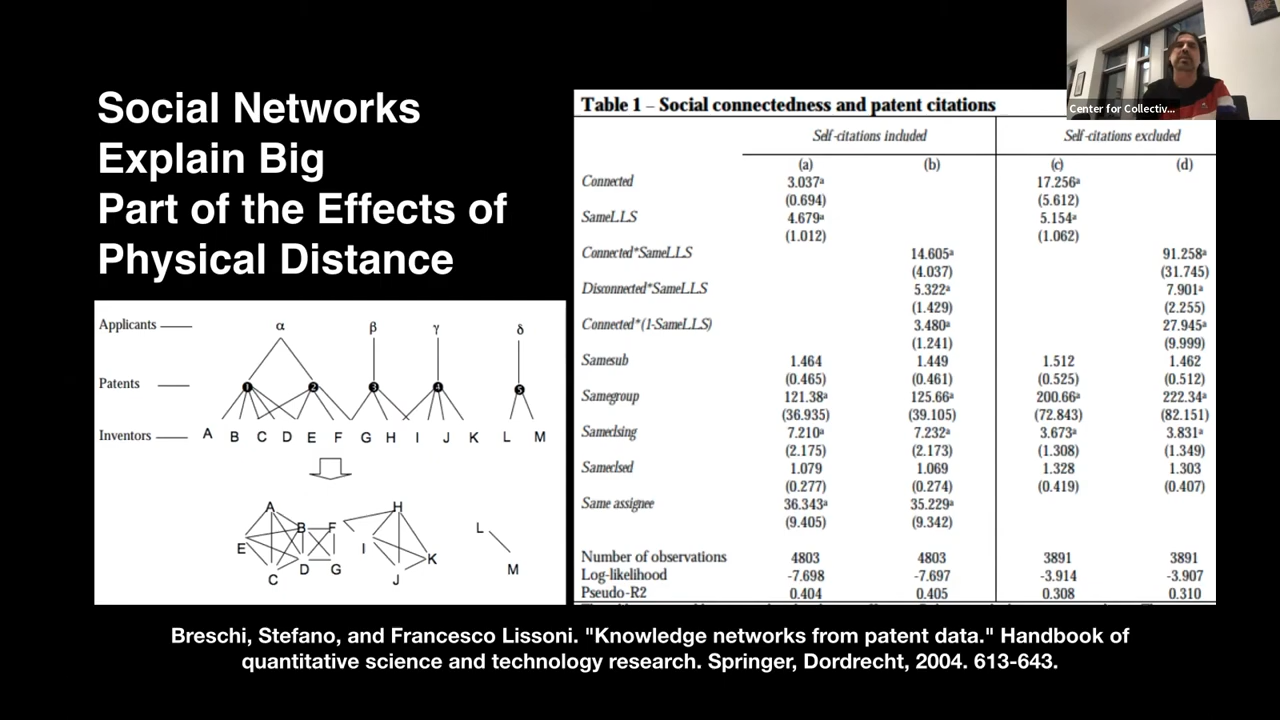 Social Networks
Explain Big
Part of the Effects of
Physical Distance
Applicants
α
β
γ
δ
Patents
1
2
3
4
5
Inventors
A B C D E F G H I J K L M
A
B
F
E
D
G
C
H
I
K
J
L
M
Table 1 – Social connectedness and patent citations
Self-citations included Self-citations excluded
(a) (b) (c) (d)
Connected 3.037ᵃ 17.256ᵃ
(0.694) (5.612)
SameLLS 4.679ᵃ 5.154ᵃ
(1.012) (1.062)
Connected*SameLLS 14.605ᵃ 91.258ᵃ
(4.037) (31.745)
Disconnected*SameLLS 5.322ᵃ 7.901ᵃ
(1.429) (2.255)
Connected*(1-SameLLS) 3.480ᵃ 27.945ᵃ
(1.241) (9.999)
Samesub 1.464 1.449 1.512 1.462
(0.465) (0.461) (0.525) (0.512)
Samegroup 121.38ᵃ 125.66ᵃ 200.66ᵃ 222.34ᵃ
(36.935) (39.105) (72.843) (82.151)
Samedsing 7.210ᵃ 7.232ᵃ 3.673ᵃ 3.831ᵃ
(2.175) (2.173) (1.308) (1.349)
Sameclsed 1.079 1.069 1.328 1.303
(0.277) (0.274) (0.419) (0.407)
Same assignee 36.343ᵃ 35.229ᵃ
(9.405) (9.342)
Number of observations 4803 4803 3891 3891
Log-likelihood -7.698 -7.697 -3.914 -3.907
Pseudo-R2 0.404 0.405 0.308 0.310
Center for Collectiv...
Breschi, Stefano, and Francesco Lissoni. "Knowledge networks from patent data." Handbook of
quantitative science and technology research. Springer, Dordrecht, 2004. 613-643.